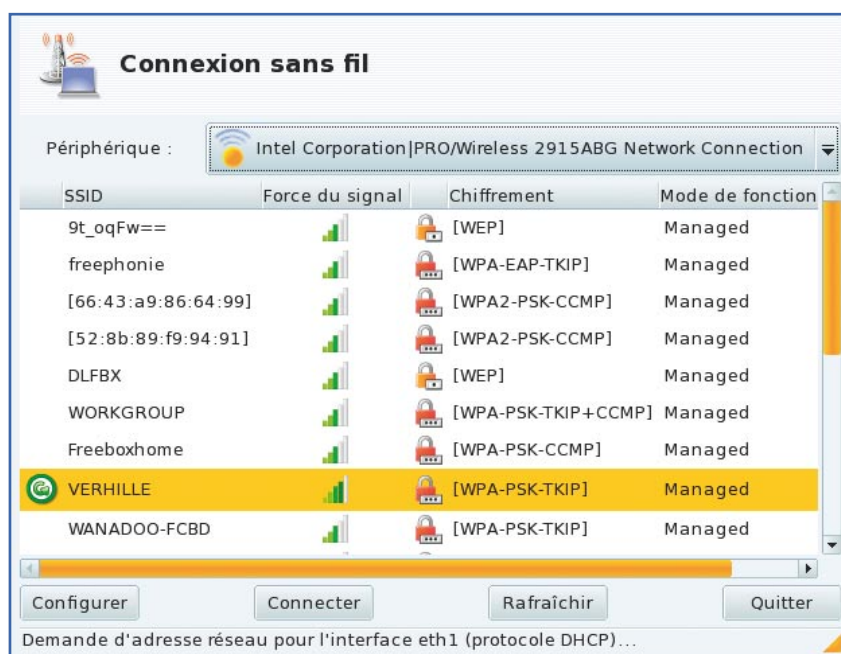 Connexion sans fil
Périphérique : Intel Corporation|PRO/Wireless 2915ABG Network Connection
SSID Force du signal Chiffrement Mode de fonction
9t_oqFw== [WEP] Managed
freephonie [WPA-EAP-TKIP] Managed
[66:43:a9:86:64:99] [WPA2-PSK-CCMP] Managed
[52:8b:89:f9:94:91] [WPA2-PSK-CCMP] Managed
DLFBX [WEP] Managed
WORKGROUP [WPA-PSK-TKIP+CCMP] Managed
Freeboxhome [WPA-PSK-CCMP] Managed
VERHILLE [WPA-PSK-TKIP] Managed
WANADOO-FCBD [WPA-PSK-TKIP] Managed
Configurer Connecter Rafraîchir Quitter
Demande d'adresse réseau pour l'interface eth1 (protocole DHCP)...